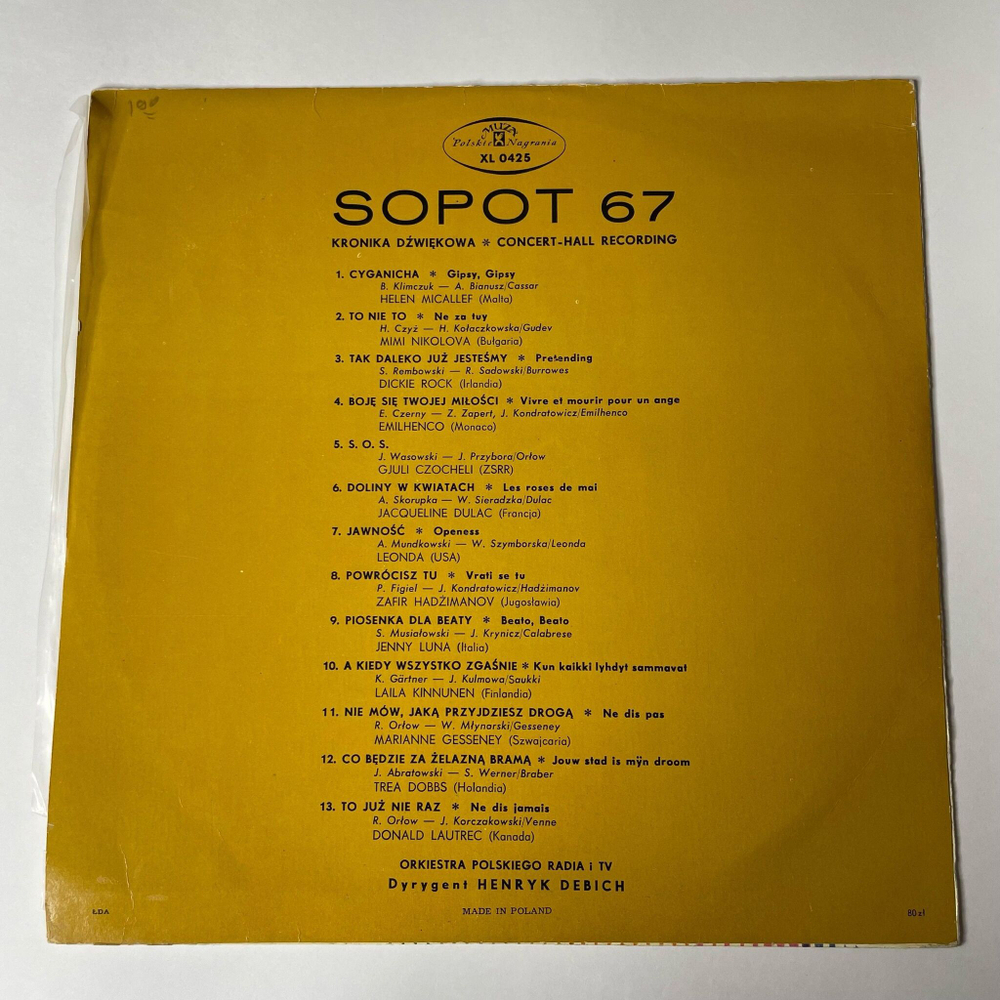 MUZA
Polskie Nagrania
XL 0425
SOPOT 67
KRONIKA DŹWIĘKOWA * CONCERT-HALL RECORDING
1. CYGANICHA * Gipsy, Gipsy
B. Klimczuk — A. Bianusz/Cassar
HELEN MICALLEF (Malta)
2. TO NIE TO * Ne za tuy
H. Czyż — H. Kołaczkowska/Gudev
MIMI NIKOLOVA (Bułgaria)
3. TAK DALEKO JUŻ JESTEŚMY * Pretending
S. Rembowski — R. Sadowski/Burrowes
DICKIE ROCK (Irlandia)
4. BOJĘ SIĘ TWOJEJ MIŁOŚCI * Vivre et mourir pour un ange
E. Czerny — Z. Zapert, J. Kondratowicz/Emilhenco
EMILHENCO (Monaco)
5. S. O. S.
J. Wasowski — J. Przybora/Orłow
GJULI CZOCHELI (ZSRR)
6. DOLINY W KWIATACH * Les roses de mai
A. Skorupka — W. Sieradzka/Dulac
JACQUELINE DULAC (Francja)
7. JAWNOŚĆ * Openess
A. Mundkowski — W. Szymborska/Leonda
LEONDA (USA)
8. POWRÓCISZ TU * Vrati se tu
P. Figiel — J. Kondratowicz/Hadżimanov
ZAFIR HADŻIMANOV (Jugosławia)
9. PIOSENKA DLA BEATY * Beato, Beato
S. Musiałowski — J. Krynicz/Calabrese
JENNY LUNA (Italia)
10. A KIEDY WSZYSTKO ZGAŚNIE * Kun kaikki lyhdyt sammavat
K. Gärtner — J. Kulmowa/Saukki
LAILA KINNUNEN (Finlandia)
11. NIE MÓW, JAKĄ PRZYJDZIESZ DROGĄ * Ne dis pas
R. Orłow — W. Młynarski/Gesseney
MARIANNE GESSENEY (Szwajcaria)
12. CO BĘDZIE ZA ŻELAZNĄ BRAMĄ * Jouw stad is mÿn droom
J. Abratowski — S. Werner/Braber
TREA DOBBS (Holandia)
13. TO JUŻ NIE RAZ * Ne dis jamais
R. Orłow — J. Korczakowski/Venne
DONALD LAUTREC (Kanada)
ORKIESTRA POLSKIEGO RADIA i TV
Dyrygent HENRYK DEBICH
ŁDA MADE IN POLAND 80 zł